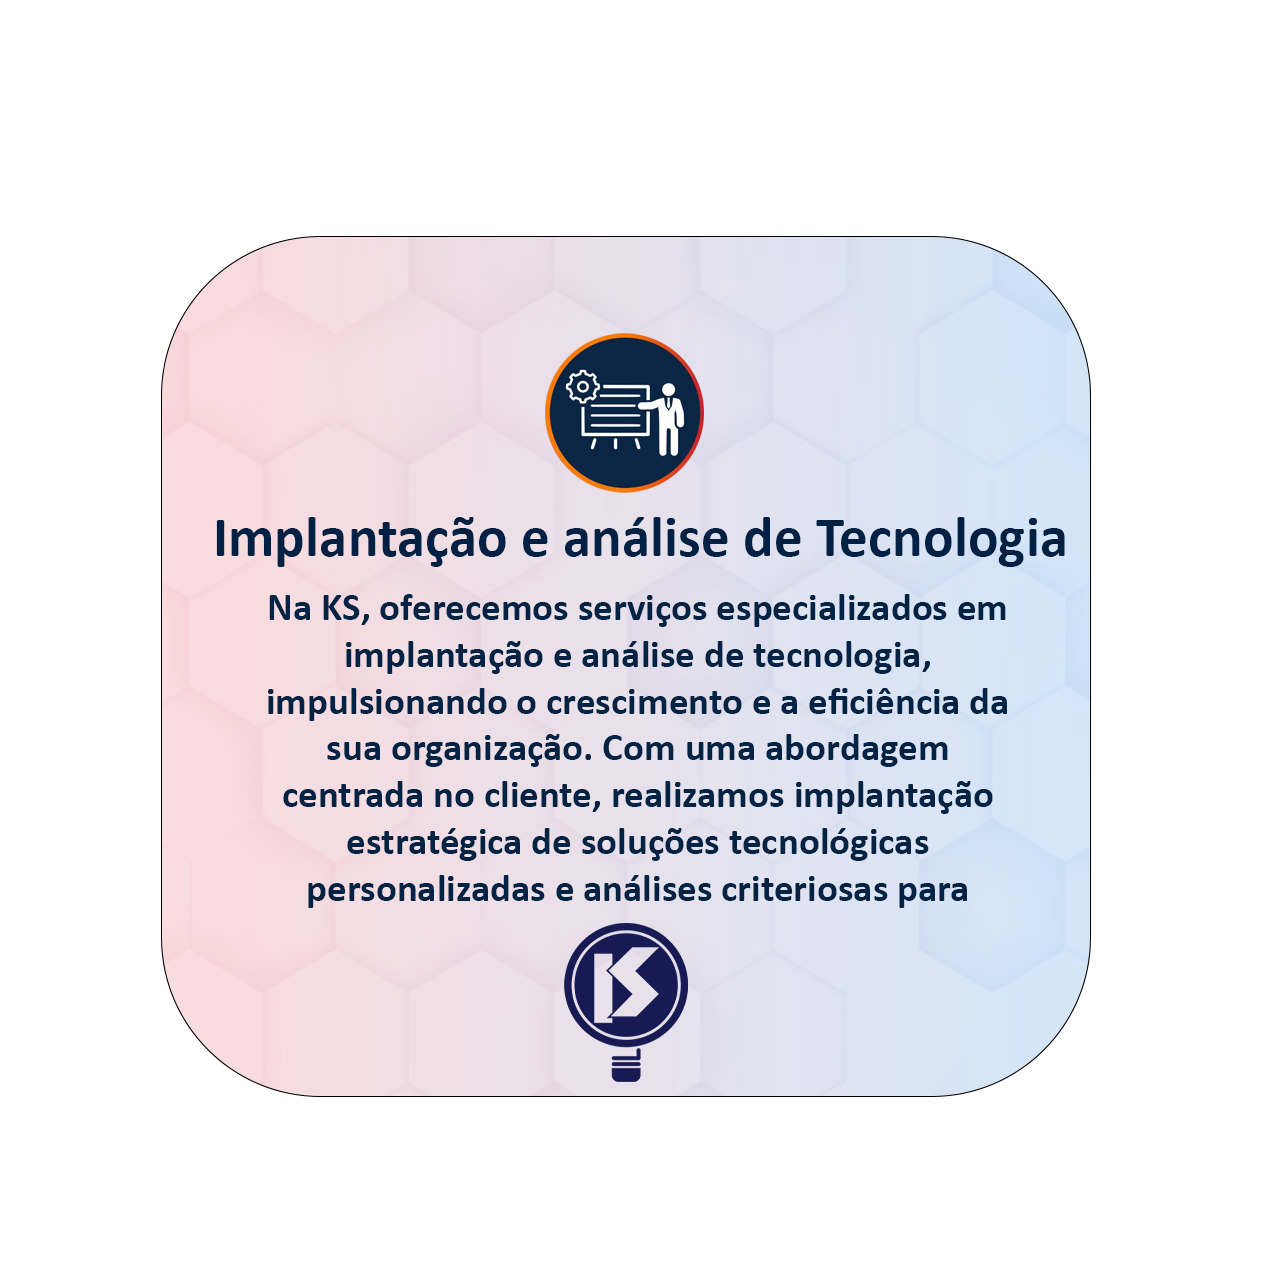 Implantação e análise de Tecnologia
Na KS, oferecemos serviços especializados em
implantação e análise de tecnologia,
impulsionando o crescimento e a eficiência da
sua organização. Com uma abordagem
centrada no cliente, realizamos implantação
estratégica de soluções tecnológicas
personalizadas e análises criteriosas para
KS